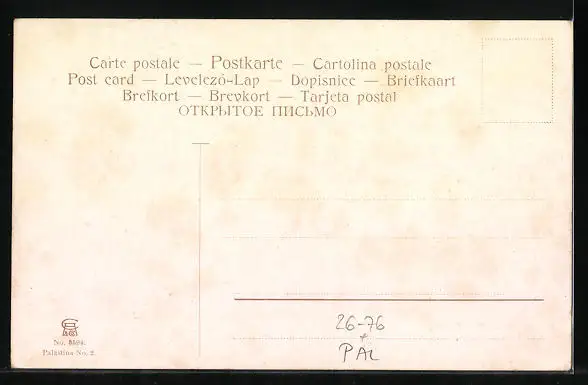 Carte postale — Postkarte — Cartolina postale
Post card — Levelező-Lap — Dopisnice — Briefkaart
Brefkort — Brevkort — Tarjeta postal
ОТКРЫТОЕ ПИСЬМО
No. 8594.
Palästina No. 2
26-76
+
PAL